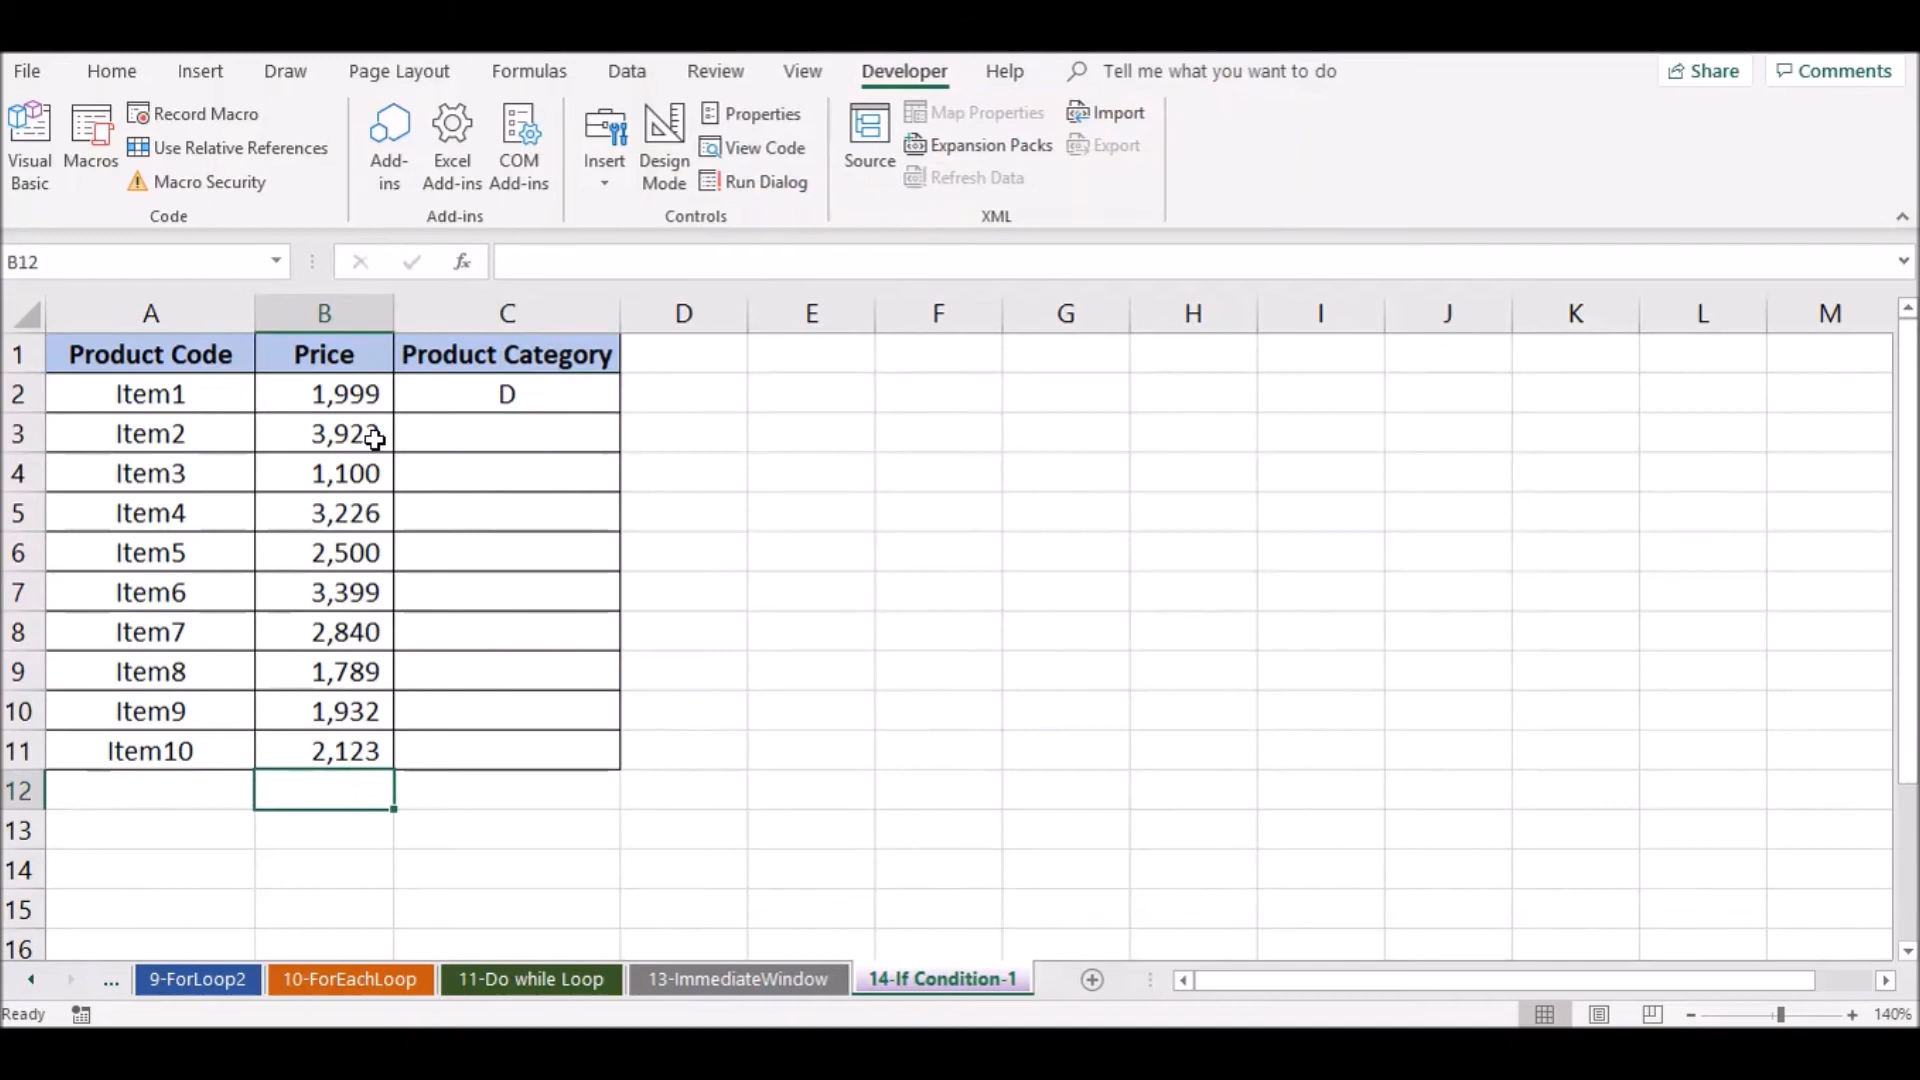 File Home Insert Draw Page Layout Formulas Data Review View Developer Help Tell me what you want to do Share Comments
Visual Basic
Macros
Record Macro
Use Relative References
Macro Security
Code
Add-ins
Excel Add-ins
COM Add-ins
Add-ins
Insert
Design Mode
Properties
View Code
Run Dialog
Controls
Source
Map Properties
Expansion Packs
Refresh Data
Import
Export
XML
B12 fx
A B C D E F G H I J K L M
1 Product Code Price Product Category
2 Item1 1,999 D
3 Item2
4 Item3 1,100
5 Item4 3,226
6 Item5 2,500
7 Item6 3,399
8 Item7 2,840
9 Item8 1,789
10 Item9 1,932
11 Item10 2,123
12
13
14
15
16
... 9-ForLoop2 10-ForEachLoop 11-Do while Loop 13-ImmediateWindow 14-If Condition-1
Ready 140%